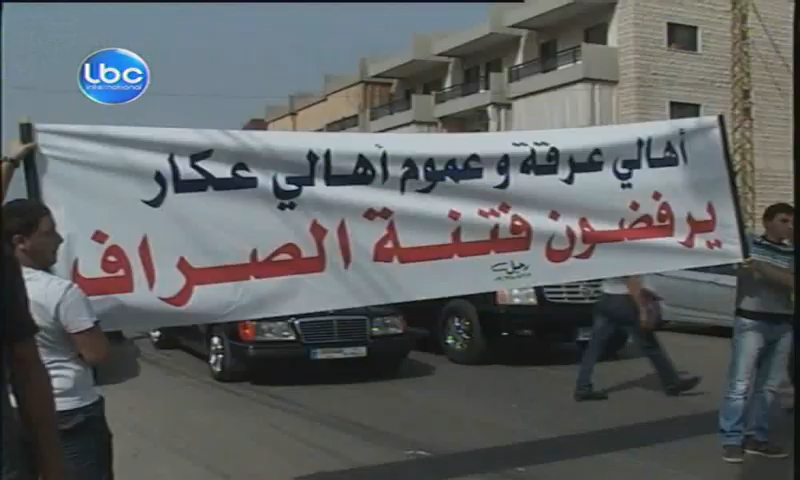 lbc
international
أهالي عرقة و عموم أهالي عكار
يرفضون فتنة الصراف